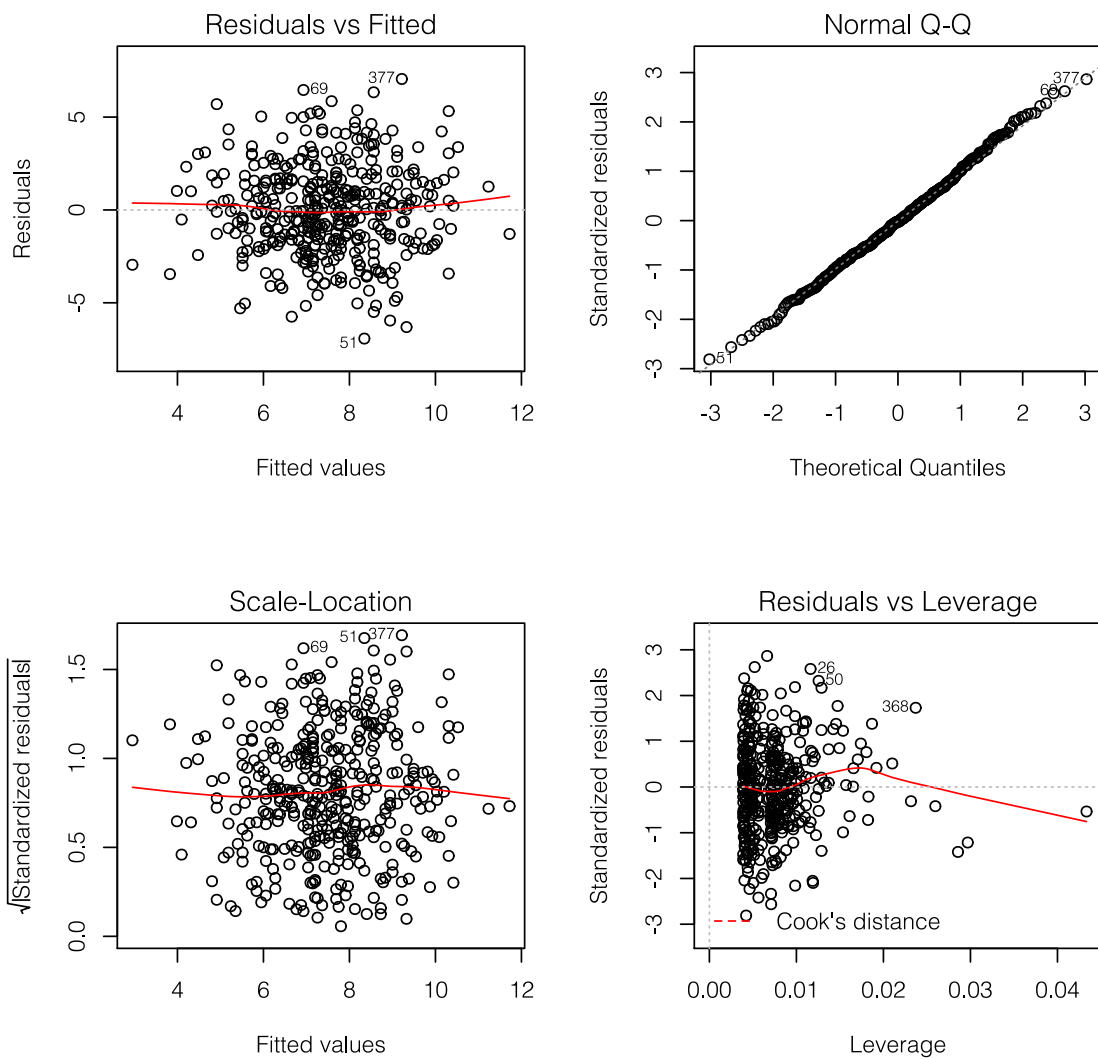 Residuals vs Fitted
Residuals
5
0
-5
377
69
51
4 6 8 10 12
Fitted values
Normal Q-Q
Standardized residuals
3
2
1
0
-1
-2
-3
377
69
51
-3 -2 -1 0 1 2 3
Theoretical Quantiles
Scale-Location
√|Standardized residuals|
1.5
1.0
0.5
0.0
51 377
69
4 6 8 10 12
Fitted values
Residuals vs Leverage
Standardized residuals
3
2
1
0
-1
-2
-3
26
50
368
Cook's distance
0.00 0.01 0.02 0.03 0.04
Leverage